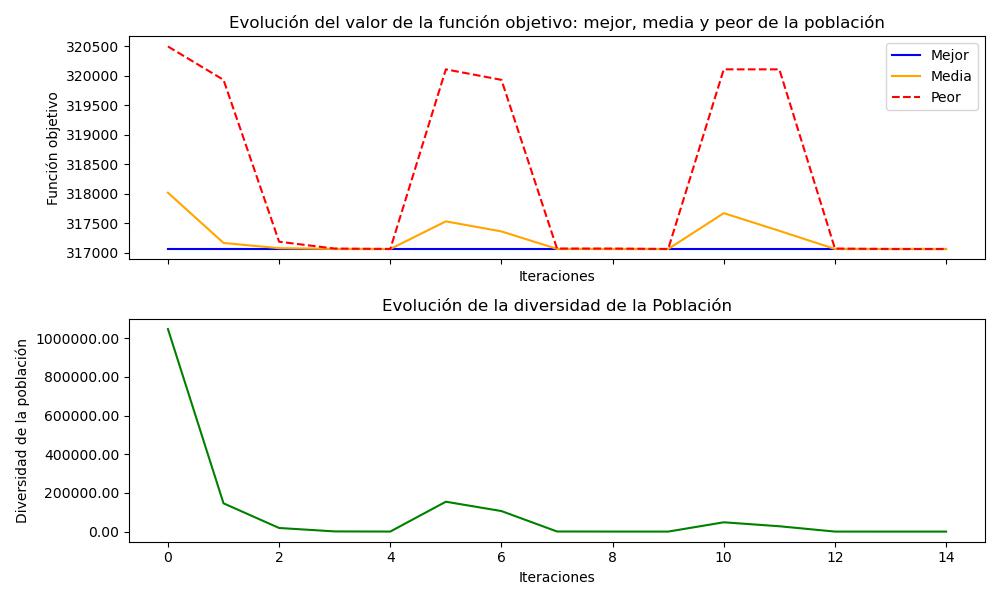 Evolución del valor de la función objetivo: mejor, media y peor de la población
320500
320000
319500
319000
318500
318000
317500
317000
Función objetivo
Mejor
Media
Peor
Iteraciones
Evolución de la diversidad de la Población
1000000.00
800000.00
600000.00
400000.00
200000.00
0.00
Diversidad de la población
0 2 4 6 8 10 12 14
Iteraciones